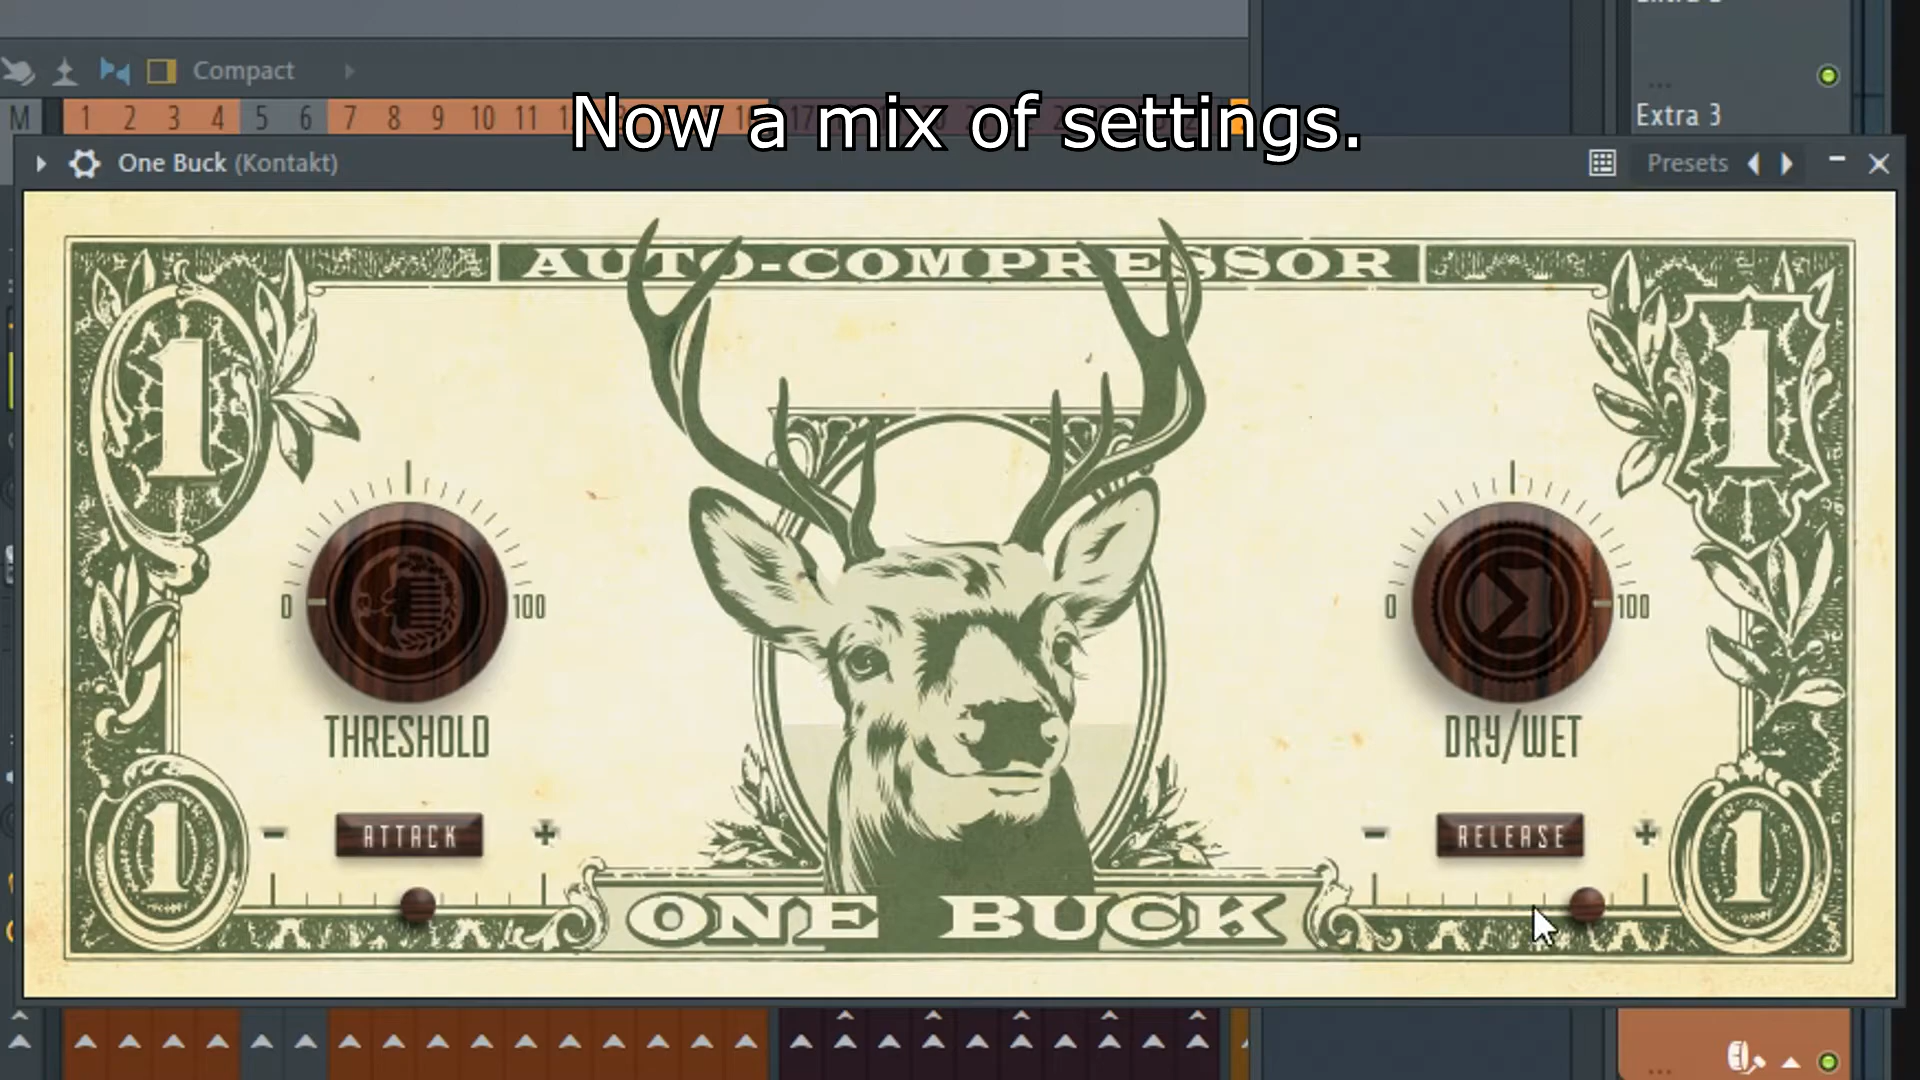 Extra 3
Compact
M 1 2 3 4 5 6 7 8 9 10 11
Now a mix of settings.
One Buck (Kontakt)
Presets
AUTO-COMPRESSOR
1 1
0 100
0 100
THRESHOLD
DRY/WET
- ATTACK +
- RELEASE +
1 1
ONE BUCK